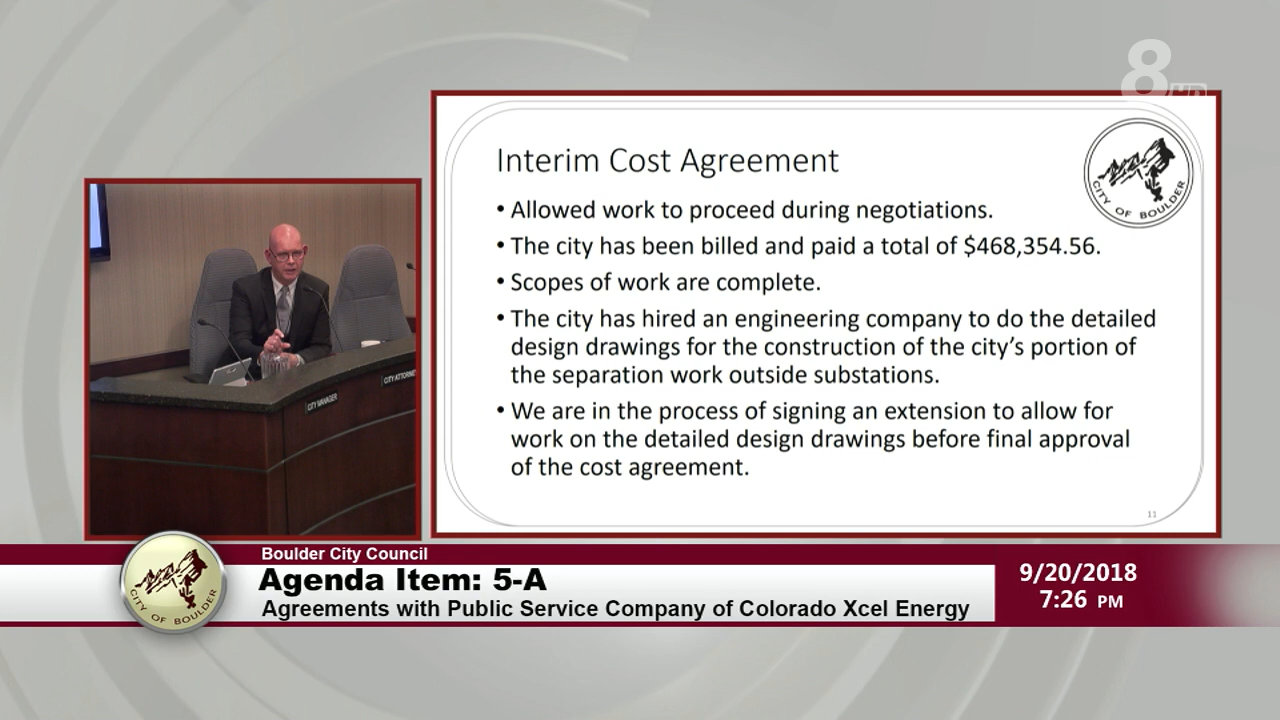 8
HD
Interim Cost Agreement
CITY OF BOULDER
• Allowed work to proceed during negotiations.
• The city has been billed and paid a total of $468,354.56.
• Scopes of work are complete.
• The city has hired an engineering company to do the detailed
design drawings for the construction of the city's portion of
the separation work outside substations.
• We are in the process of signing an extension to allow for
work on the detailed design drawings before final approval
of the cost agreement.
11
CITY MANAGER
CITY ATTORNE
Boulder City Council
Agenda Item: 5-A
Agreements with Public Service Company of Colorado Xcel Energy
CITY OF BOULDER
9/20/2018
7:26 PM